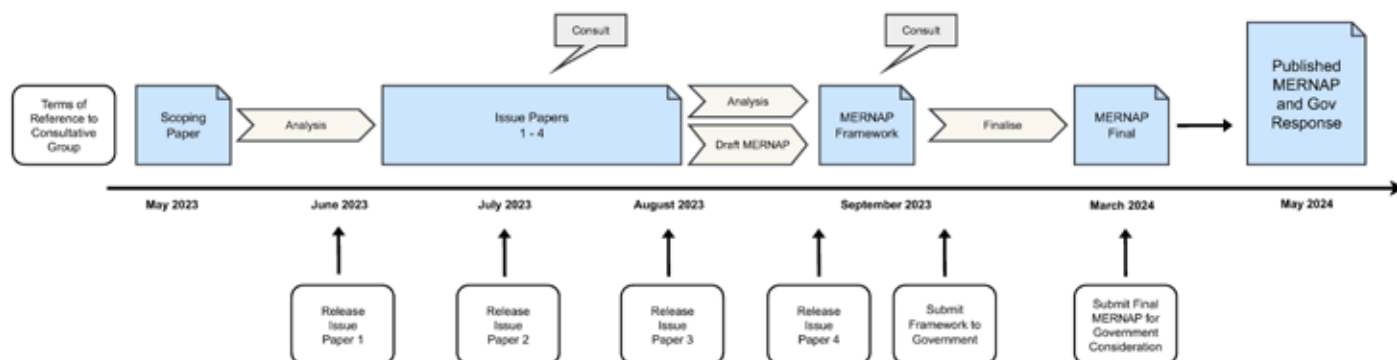 Consult
Consult
Terms of
Reference to
Consultative
Group
Scoping
Paper
Analysis
Issue Papers
1 - 4
Analysis
Draft MERNAP
MERNAP
Framework
Finalise
MERNAP
Final
Published
MERNAP
and Gov
Response
May 2023
June 2023
July 2023
August 2023
September 2023
March 2024
May 2024
Release
Issue
Paper 1
Release
Issue
Paper 2
Release
Issue
Paper 3
Release
Issue
Paper 4
Submit
Framework to
Government
Submit Final
MERNAP for
Government
Consideration